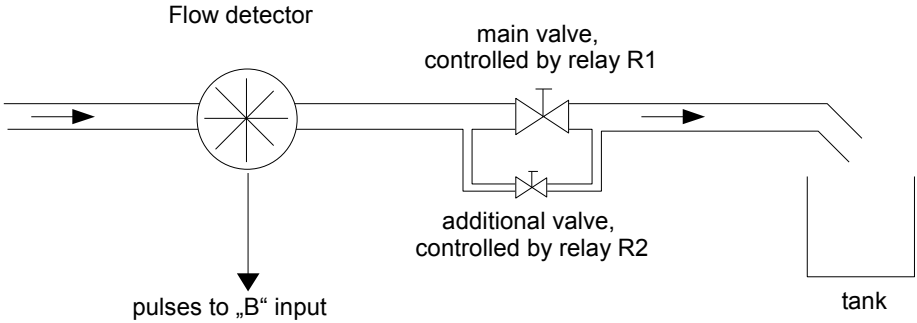 Flow detector
main valve,
controlled by relay R1
additional valve,
controlled by relay R2
pulses to „B“ input
tank